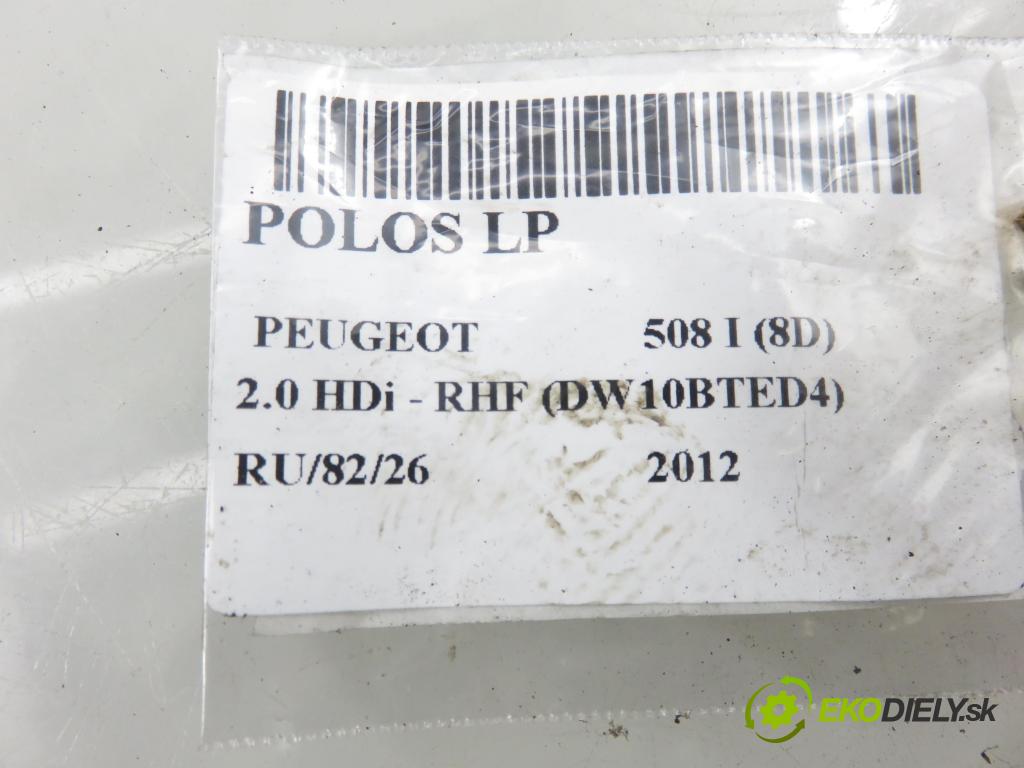 POLOS LP
PEUGEOT 508 I (8D)
2.0 HDi - RHF (DW10BTED4)
RU/82/26 2012
EKODIELY.sk